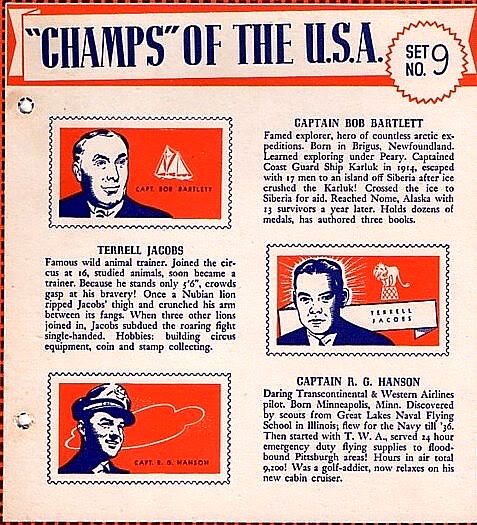 "CHAMPS" OF THE U.S.A.
SET
NO. 9
CAPT. BOB BARTLETT
CAPTAIN BOB BARTLETT
Famed explorer, hero of countless arctic ex-
peditions. Born in Brigus, Newfoundland.
Learned exploring under Peary. Captained
Coast Guard Ship Karluk in 1914, escaped
with 17 men to an island off Siberia after ice
crushed the Karluk! Crossed the ice to
Siberia for aid. Reached Nome, Alaska with
13 survivors a year later. Holds dozens of
medals, has authored three books.
TERRELL JACOBS
Famous wild animal trainer. Joined the cir-
cus at 16, studied animals, soon became a
trainer. Because he stands only 5'6", crowds
gasp at his bravery! Once a Nubian lion
ripped Jacobs' thigh and crunched his arm
between its fangs. When three other lions
joined in, Jacobs subdued the roaring fight
single-handed. Hobbies: building circus
equipment, coin and stamp collecting.
TERRELL
JACOBS
CAPT. R. G. HANSON
CAPTAIN R. G. HANSON
Daring Transcontinental & Western Airlines
pilot. Born Minneapolis, Minn. Discovered
by scouts from Great Lakes Naval Flying
School in Illinois; flew for the Navy till '36.
Then started with T. W. A., served 24 hour
emergency duty flying supplies to flood-
bound Pittsburgh areas! Hours in air total
9,200! Was a golf-addict, now relaxes on his
new cabin cruiser.